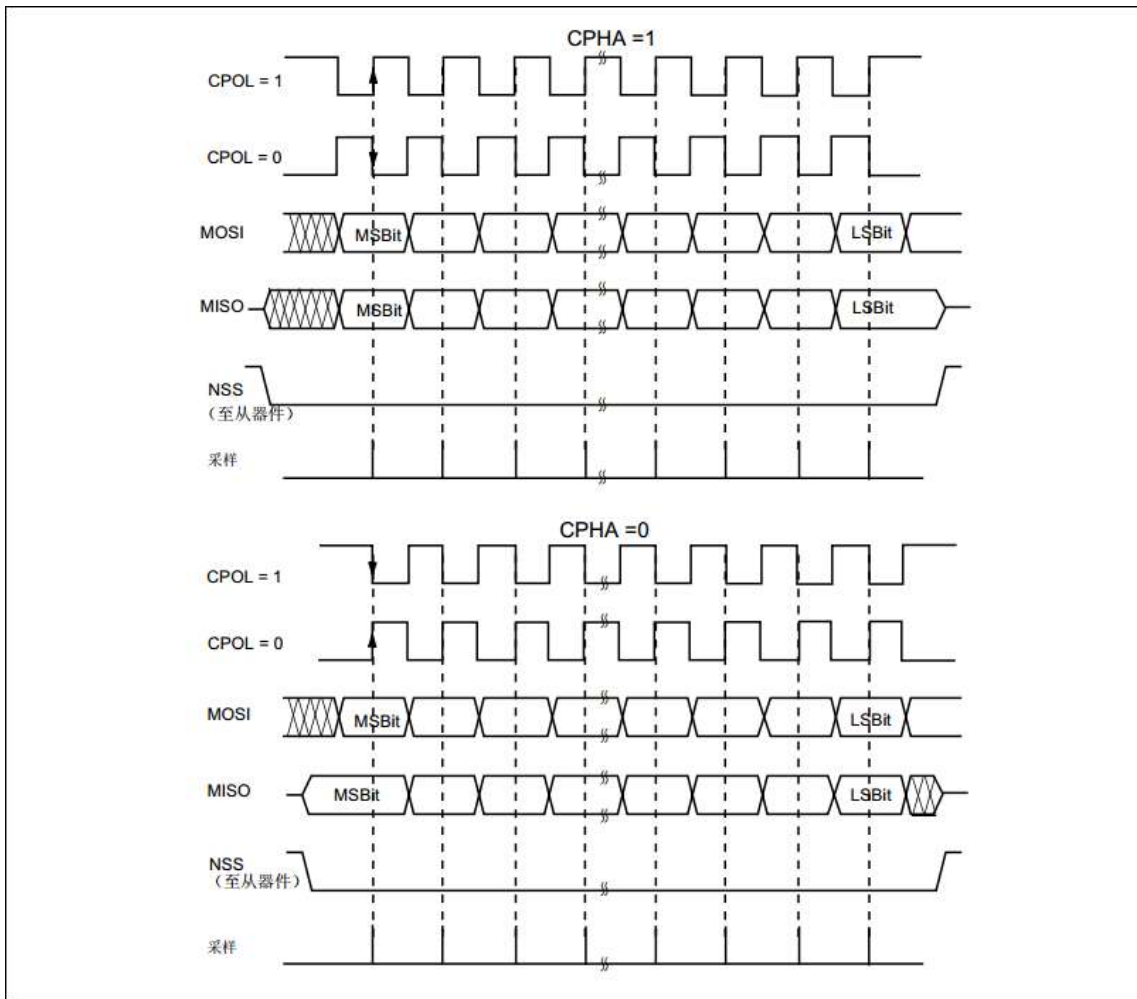 CPHA =1
CPOL = 1
CPOL = 0
MOSI
MSBit
LSBit
MISO
MSBit
LSBit
NSS
（至从器件）
采样
CPHA =0
CPOL = 1
CPOL = 0
MOSI
MSBit
LSBit
MISO
MSBit
LSBit
NSS
（至从器件）
采样